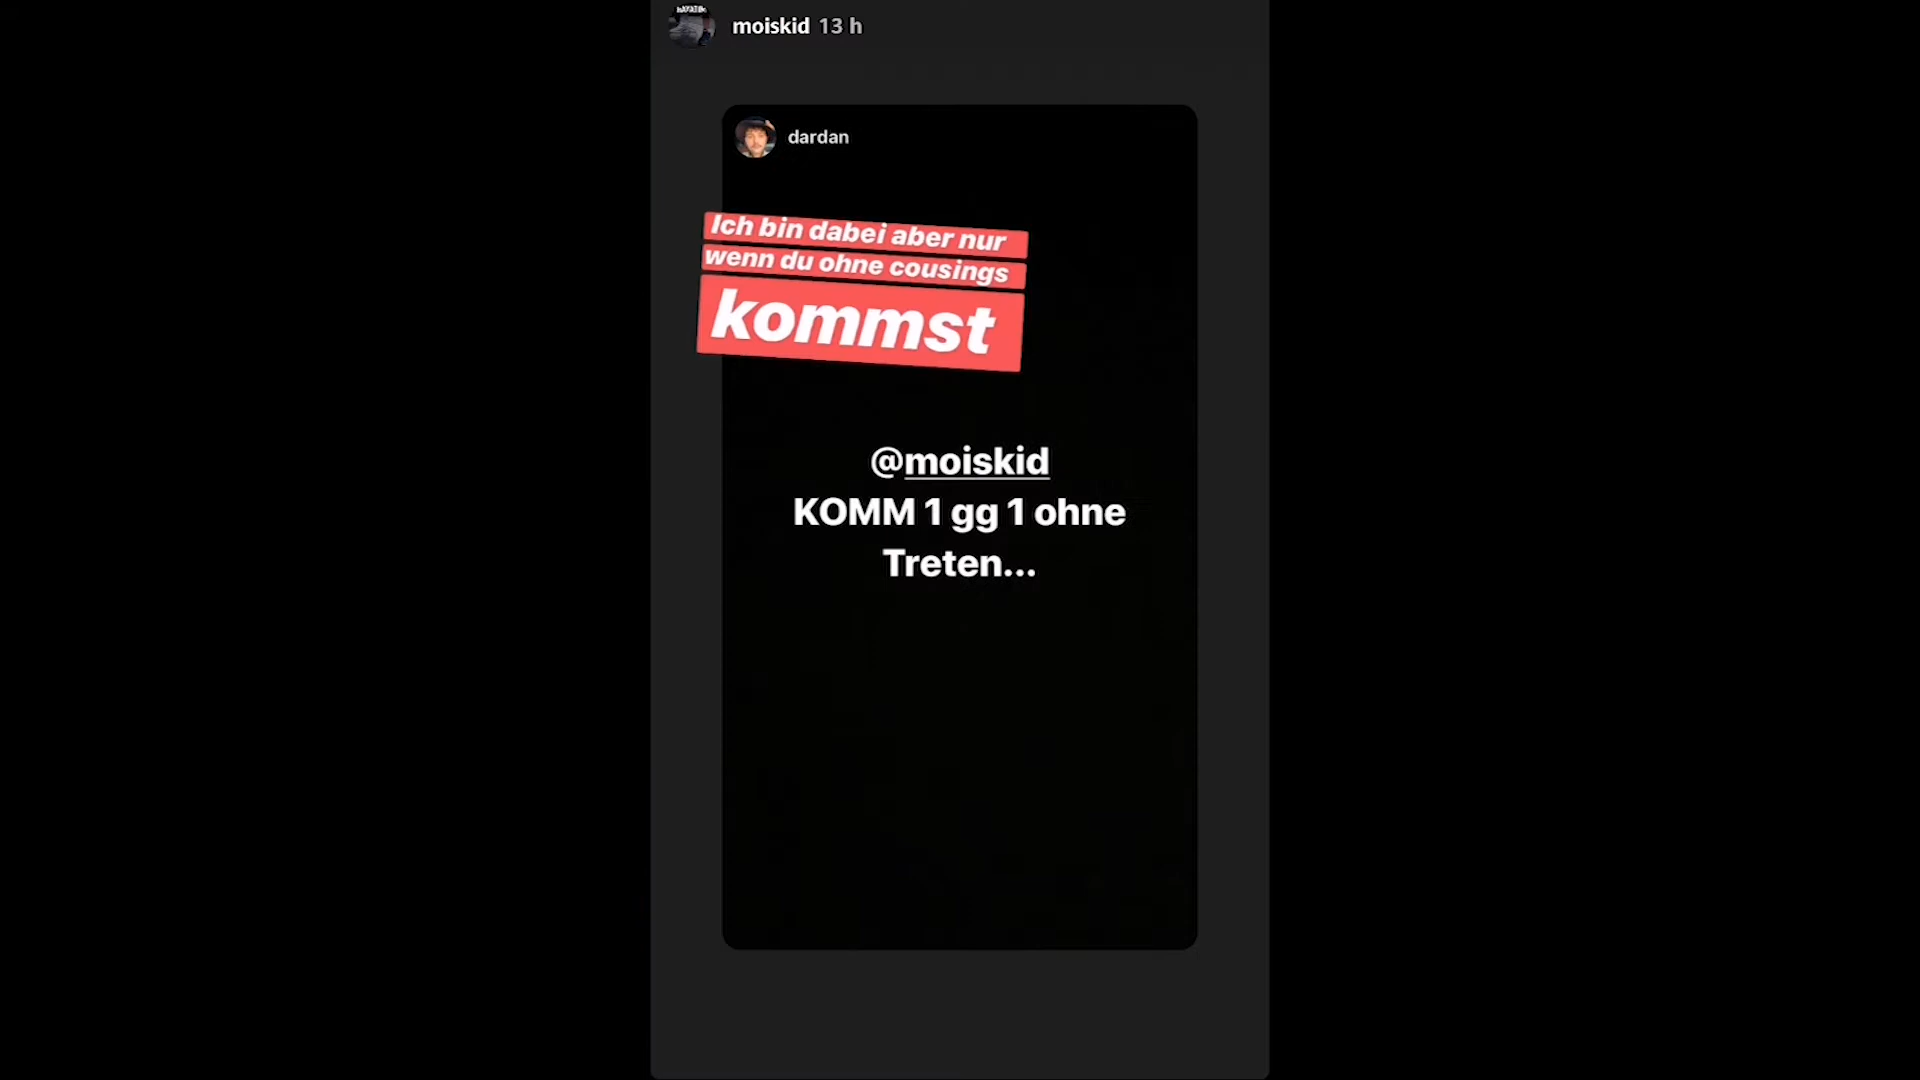 moiskid 13 h
dardan
Ich bin dabei aber nur
wenn du ohne cousings
kommst
@moiskid
KOMM 1 gg 1 ohne
Treten...